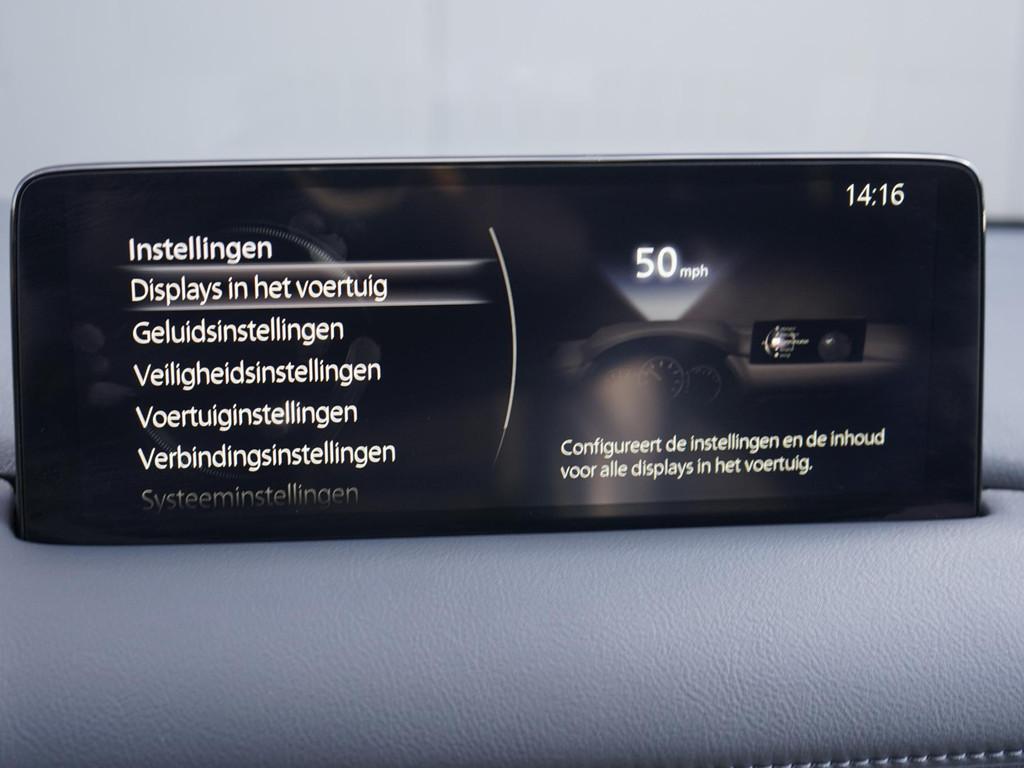 14:16
Instellingen
Displays in het voertuig
Geluidsinstellingen
Veiligheidsinstellingen
Voertuiginstellingen
Verbindingsinstellingen
Systeeminstellingen
50 mph
Configureert de instellingen en de inhoud
voor alle displays in het voertuig.